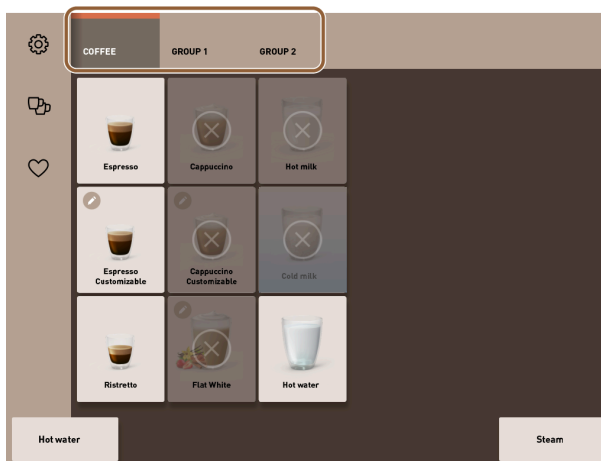 COFFEE
GROUP 1
GROUP 2
Espresso
Cappuccino
Hot milk
Espresso
Customizable
Cappuccino
Customizable
Cold milk
Ristretto
Flat White
Hot water
Hot water
Steam